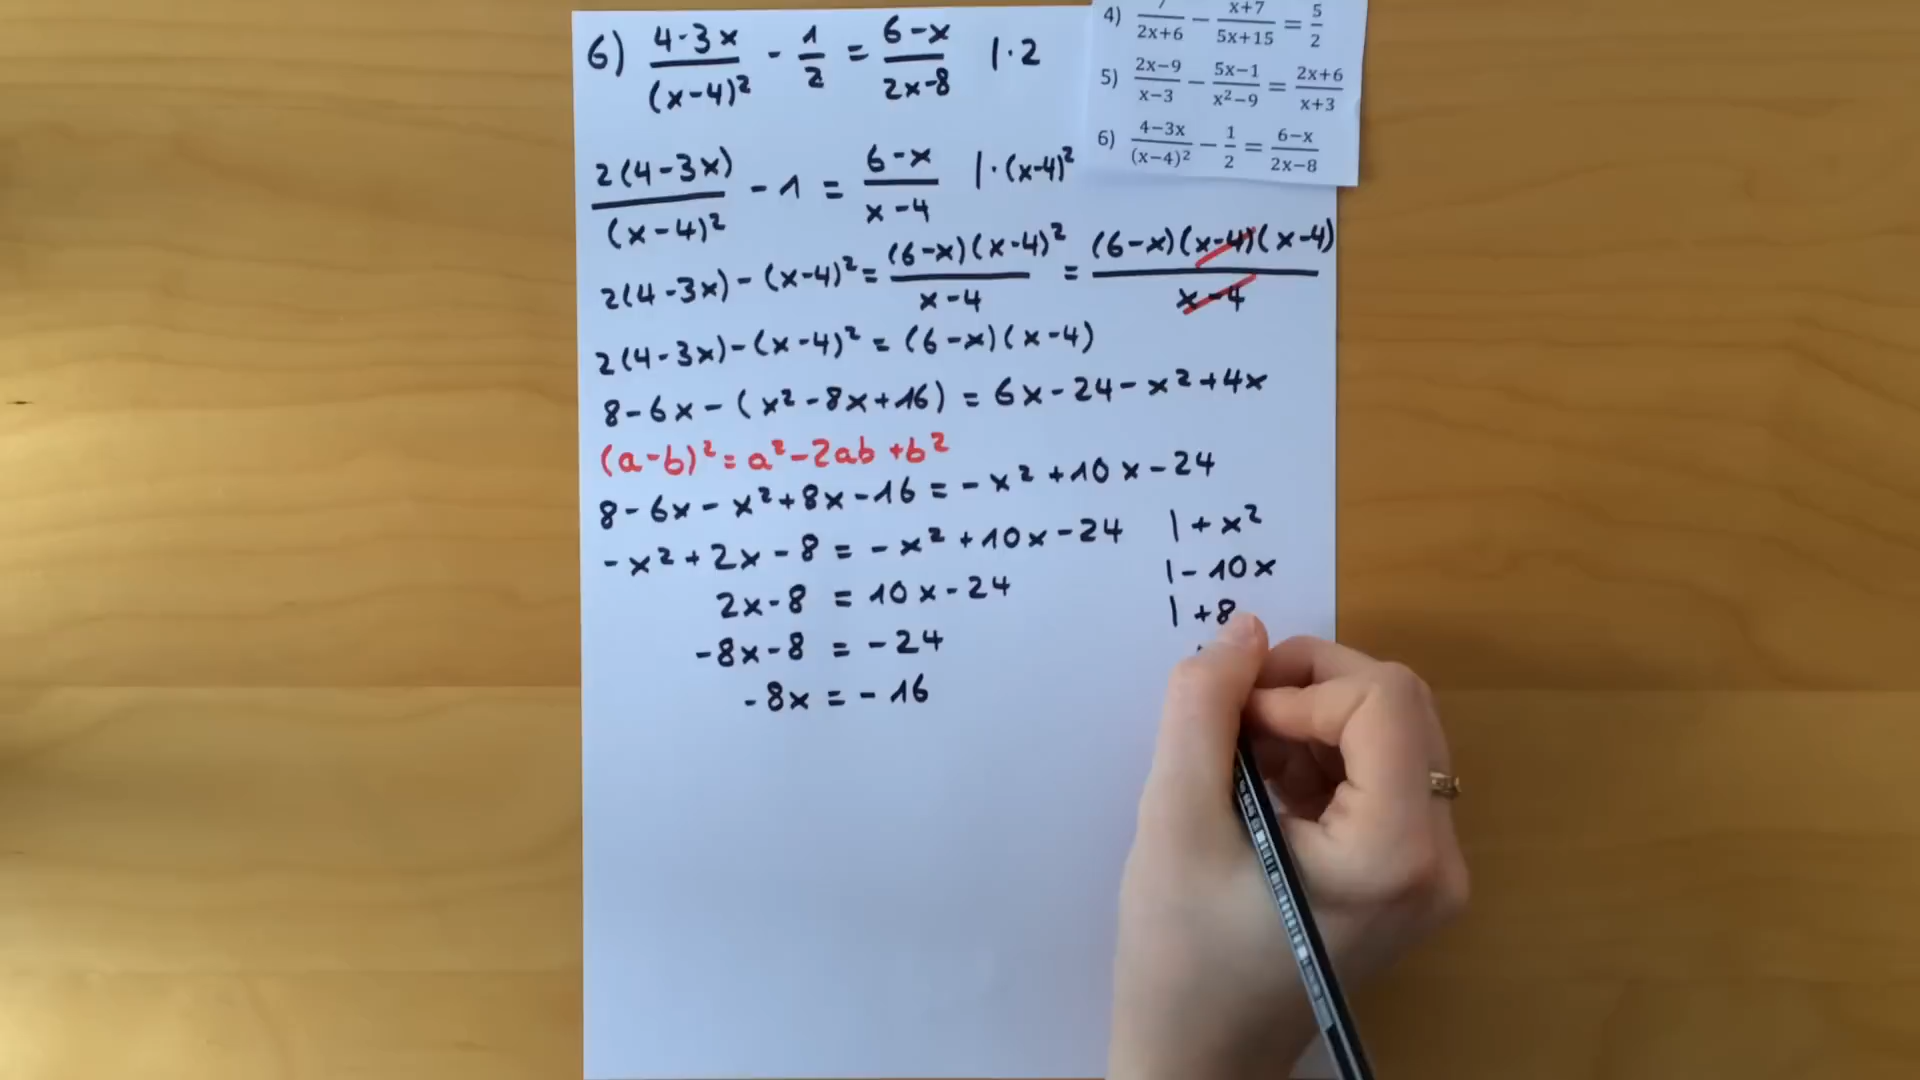 6) (4-3x)/(x-4)² - 1/2 = (6-x)/(2x-8) |·2
2(4-3x)/(x-4)² - 1 = (6-x)/(x-4) |·(x-4)²
2(4-3x)-(x-4)² = (6-x)(x-4)²/(x-4) = (6-x)(x-4)(x-4)/(x-4)
2(4-3x)-(x-4)² = (6-x)(x-4)
8-6x-(x²-8x+16) = 6x-24-x²+4x
(a-b)² = a²-2ab+b²
8-6x-x²+8x-16 = -x²+10x-24
-x²+2x-8 = -x²+10x-24 |+x²
2x-8 = 10x-24 |-10x
-8x-8 = -24 |+8
-8x = -16
4) /(2x+6) - (x+7)/(5x+15) = 5/2
5) (2x-9)/(x-3) - (5x-1)/(x²-9) = (2x+6)/(x+3)
6) (4-3x)/(x-4)² - 1/2 = (6-x)/(2x-8)